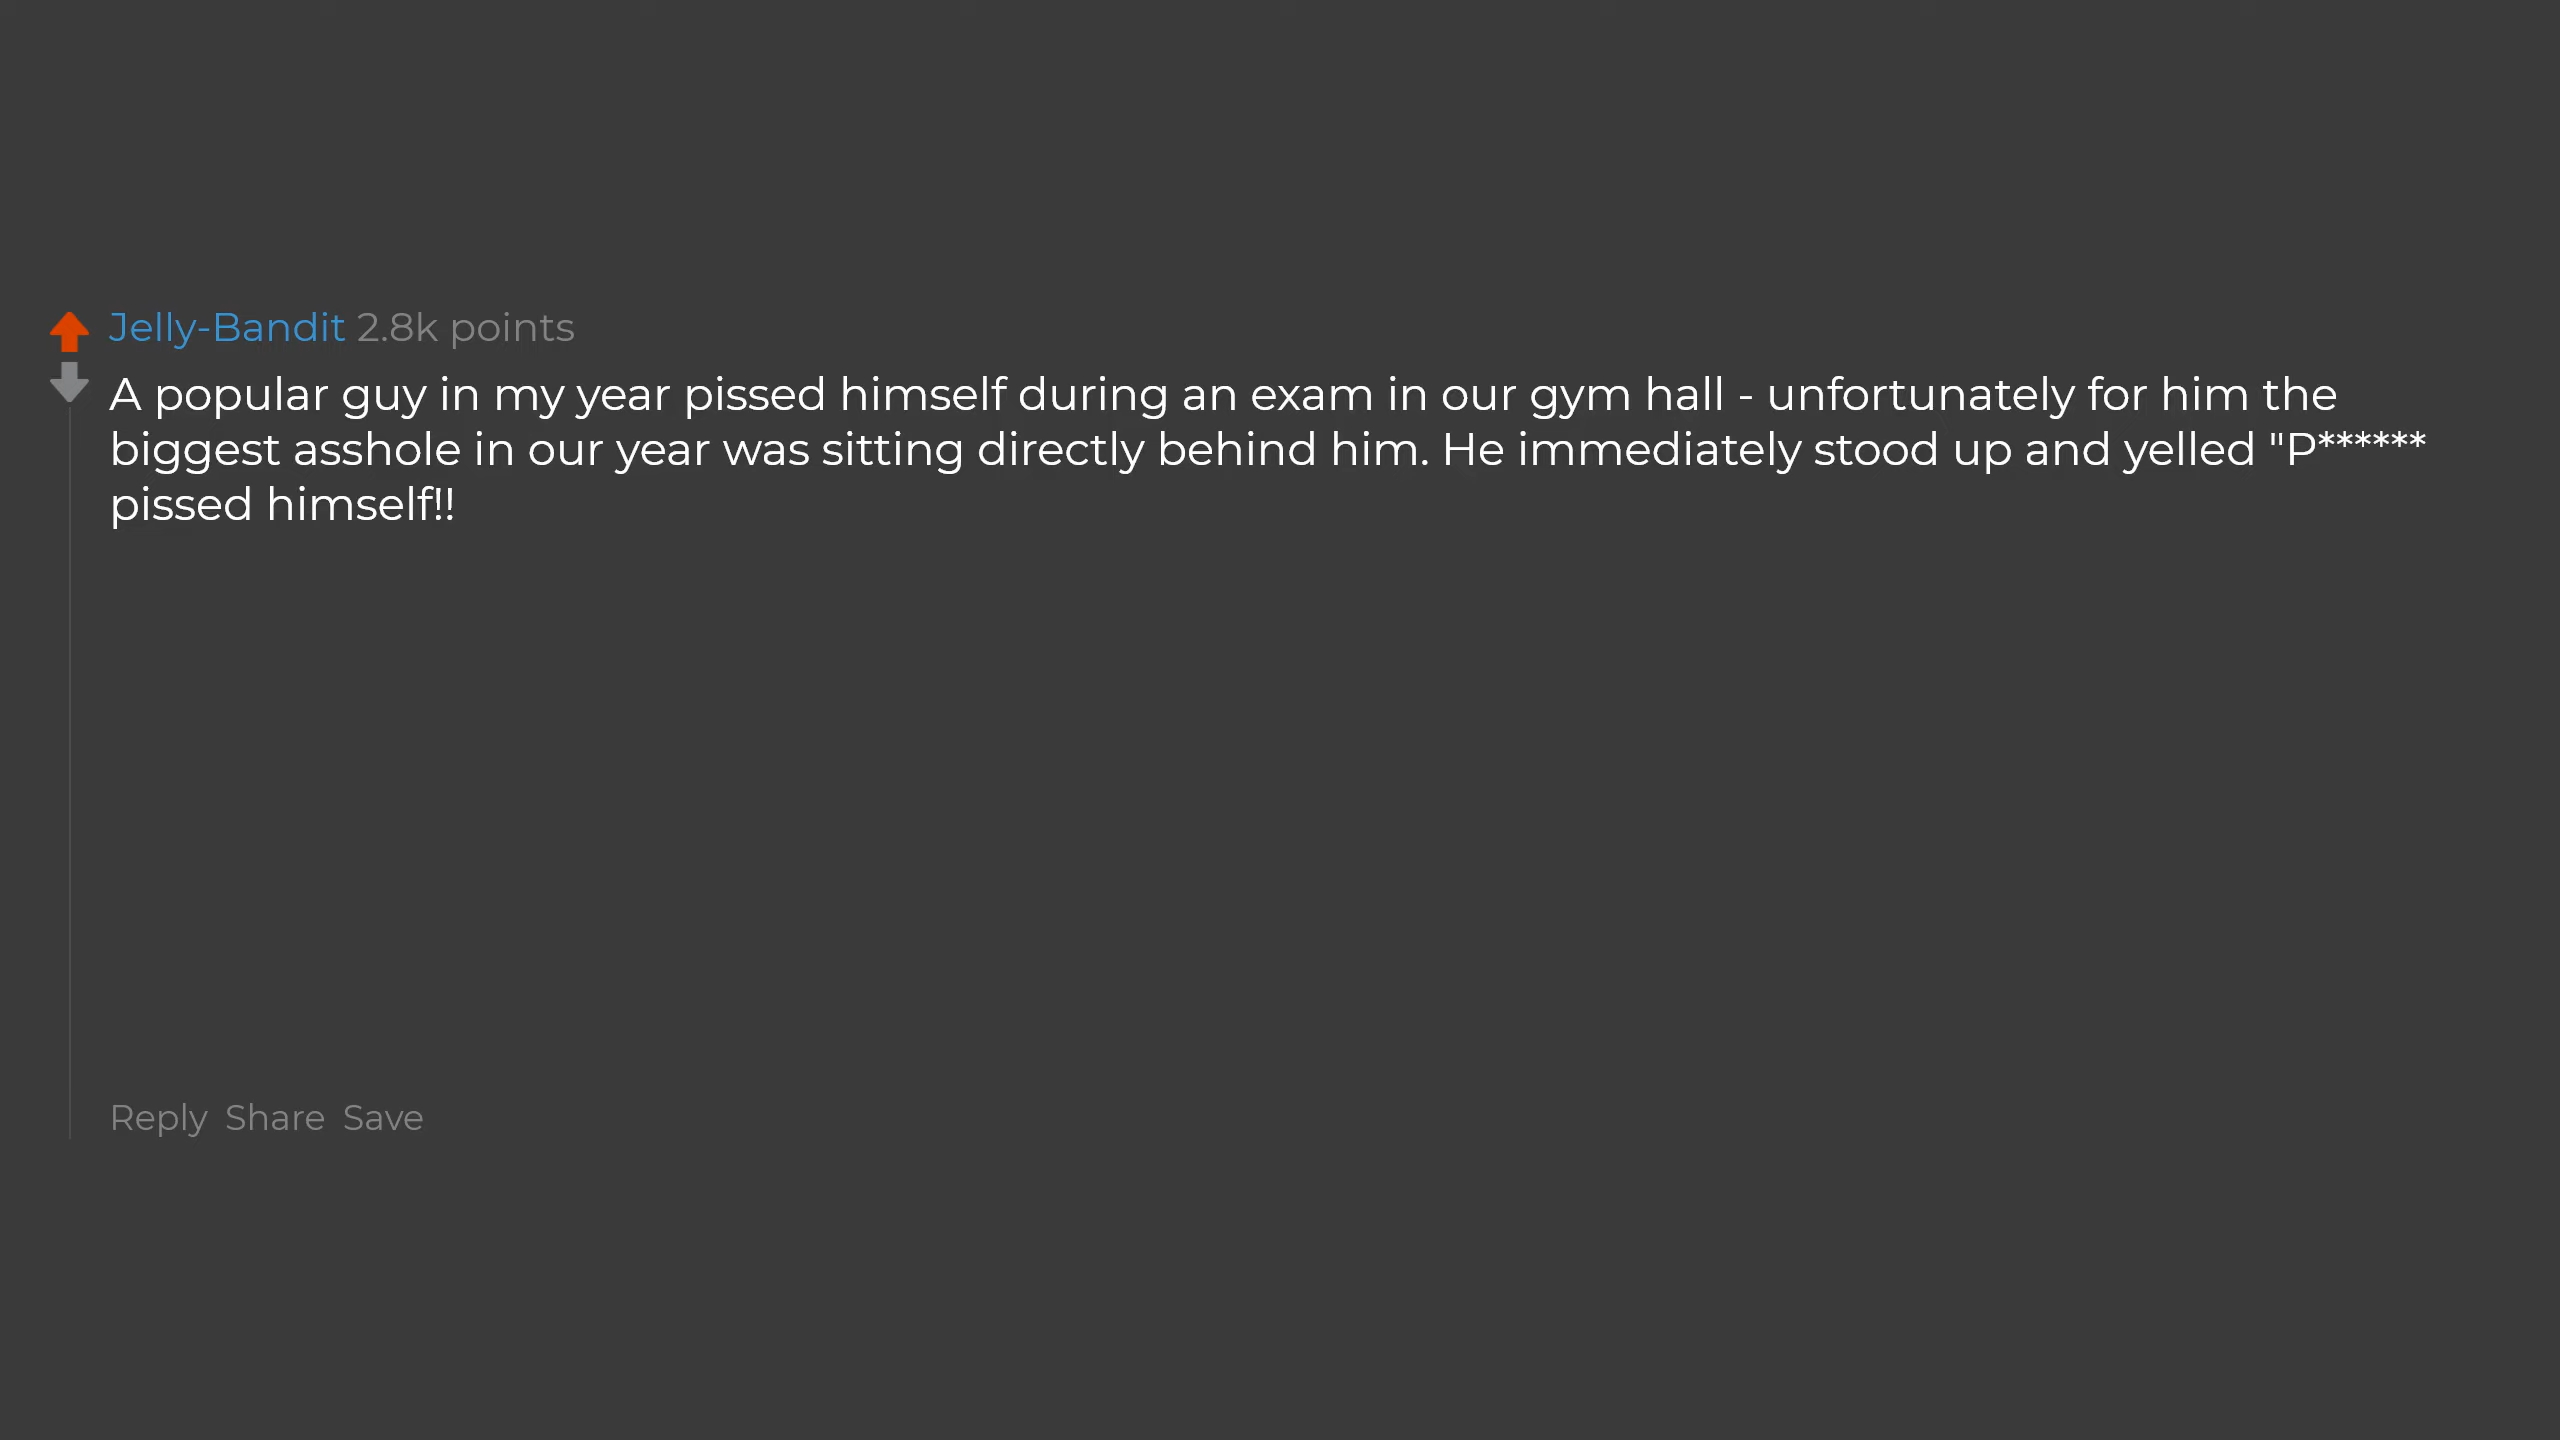 Jelly-Bandit 2.8k points
A popular guy in my year pissed himself during an exam in our gym hall - unfortunately for him the
biggest asshole in our year was sitting directly behind him. He immediately stood up and yelled "P******
pissed himself!!
Reply Share Save